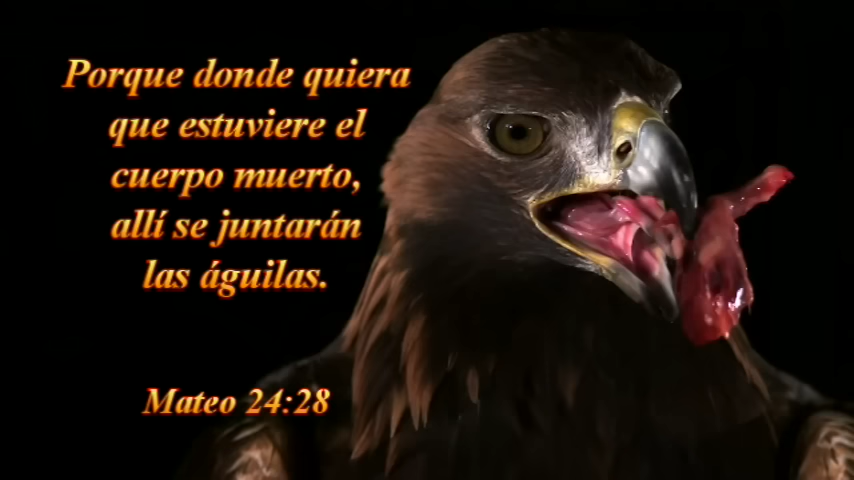 Porque donde quiera
que estuviere el
cuerpo muerto,
allí se juntarán
las águilas.
Mateo 24:28